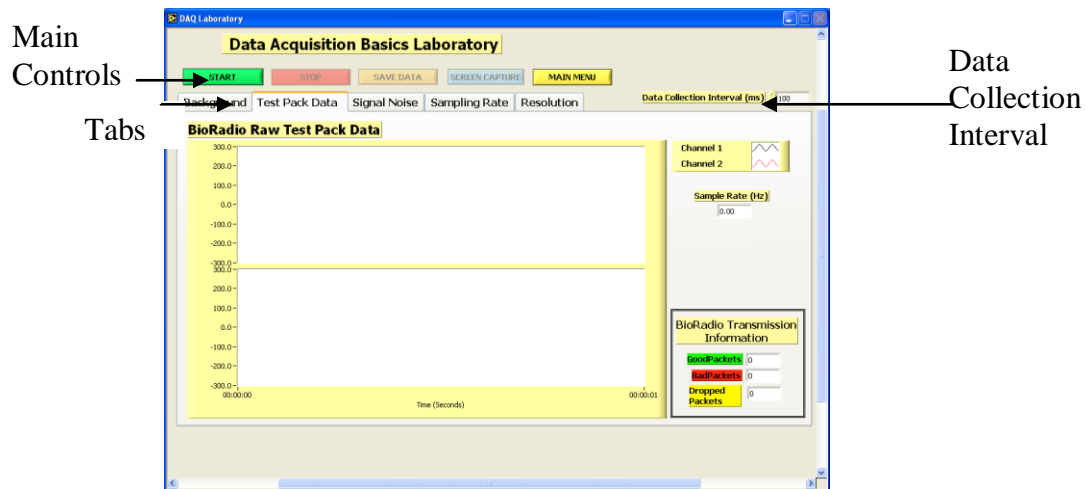 DAQ Laboratory
Main
Controls
Tabs
Data
Collection
Interval
Data Acquisition Basics Laboratory
START STOP SAVE DATA SCREEN CAPTURE MAIN MENU
Background Test Pack Data Signal Noise Sampling Rate Resolution
Data Collection Interval (ms) 100
BioRadio Raw Test Pack Data
300.0
200.0
100.0
0.0
-100.0
-200.0
-300.0
300.0
200.0
100.0
0.0
-100.0
-200.0
-300.0
00:00:00 00:00:01
Time (Seconds)
Channel 1
Channel 2
Sample Rate (Hz)
0.00
BioRadio Transmission
Information
GoodPackets 0
BadPackets 0
Dropped
Packets 0